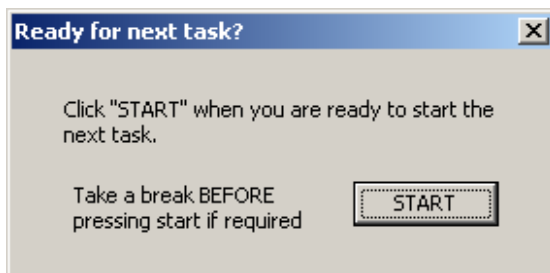 Ready for next task?
Click "START" when you are ready to start the
next task.
Take a break BEFORE
pressing start if required
START